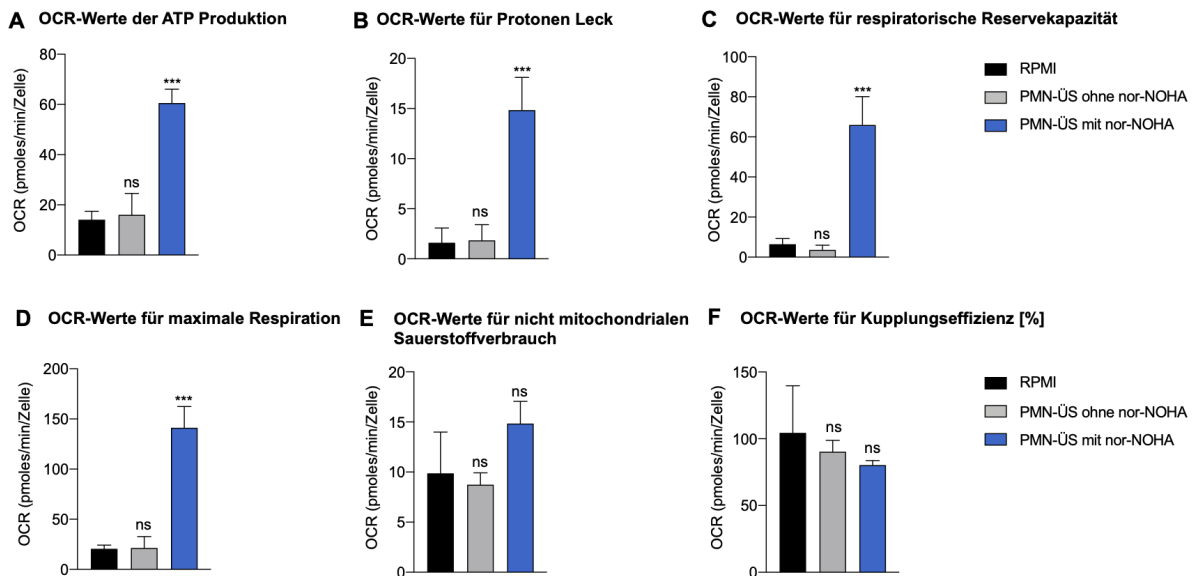 A OCR-Werte der ATP Produktion
OCR (pmoles/min/Zelle)
80
60
40
20
0
ns
***
B OCR-Werte für Protonen Leck
OCR (pmoles/min/Zelle)
20
15
10
5
0
ns
***
C OCR-Werte für respiratorische Reservekapazität
OCR (pmoles/min/Zelle)
100
80
60
40
20
0
ns
***
RPMI
PMN-ÜS ohne nor-NOHA
PMN-ÜS mit nor-NOHA
D OCR-Werte für maximale Respiration
OCR (pmoles/min/Zelle)
200
150
100
50
0
ns
***
E OCR-Werte für nicht mitochondrialen
Sauerstoffverbrauch
OCR (pmoles/min/Zelle)
20
15
10
5
0
ns
ns
F OCR-Werte für Kupplungseffizienz [%]
OCR (pmoles/min/Zelle)
150
100
50
0
ns
ns
RPMI
PMN-ÜS ohne nor-NOHA
PMN-ÜS mit nor-NOHA